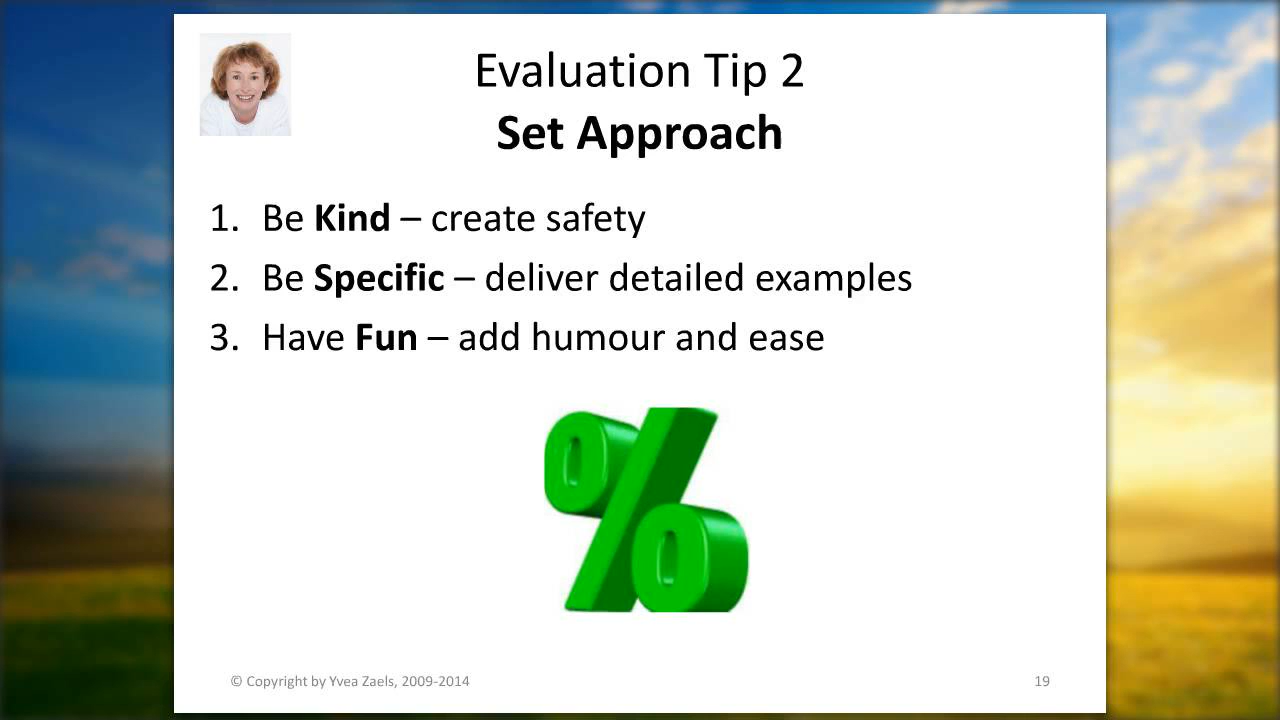 Evaluation Tip 2
Set Approach
1. Be Kind – create safety
2. Be Specific – deliver detailed examples
3. Have Fun – add humour and ease
%
© Copyright by Yvea Zaels, 2009-2014
19